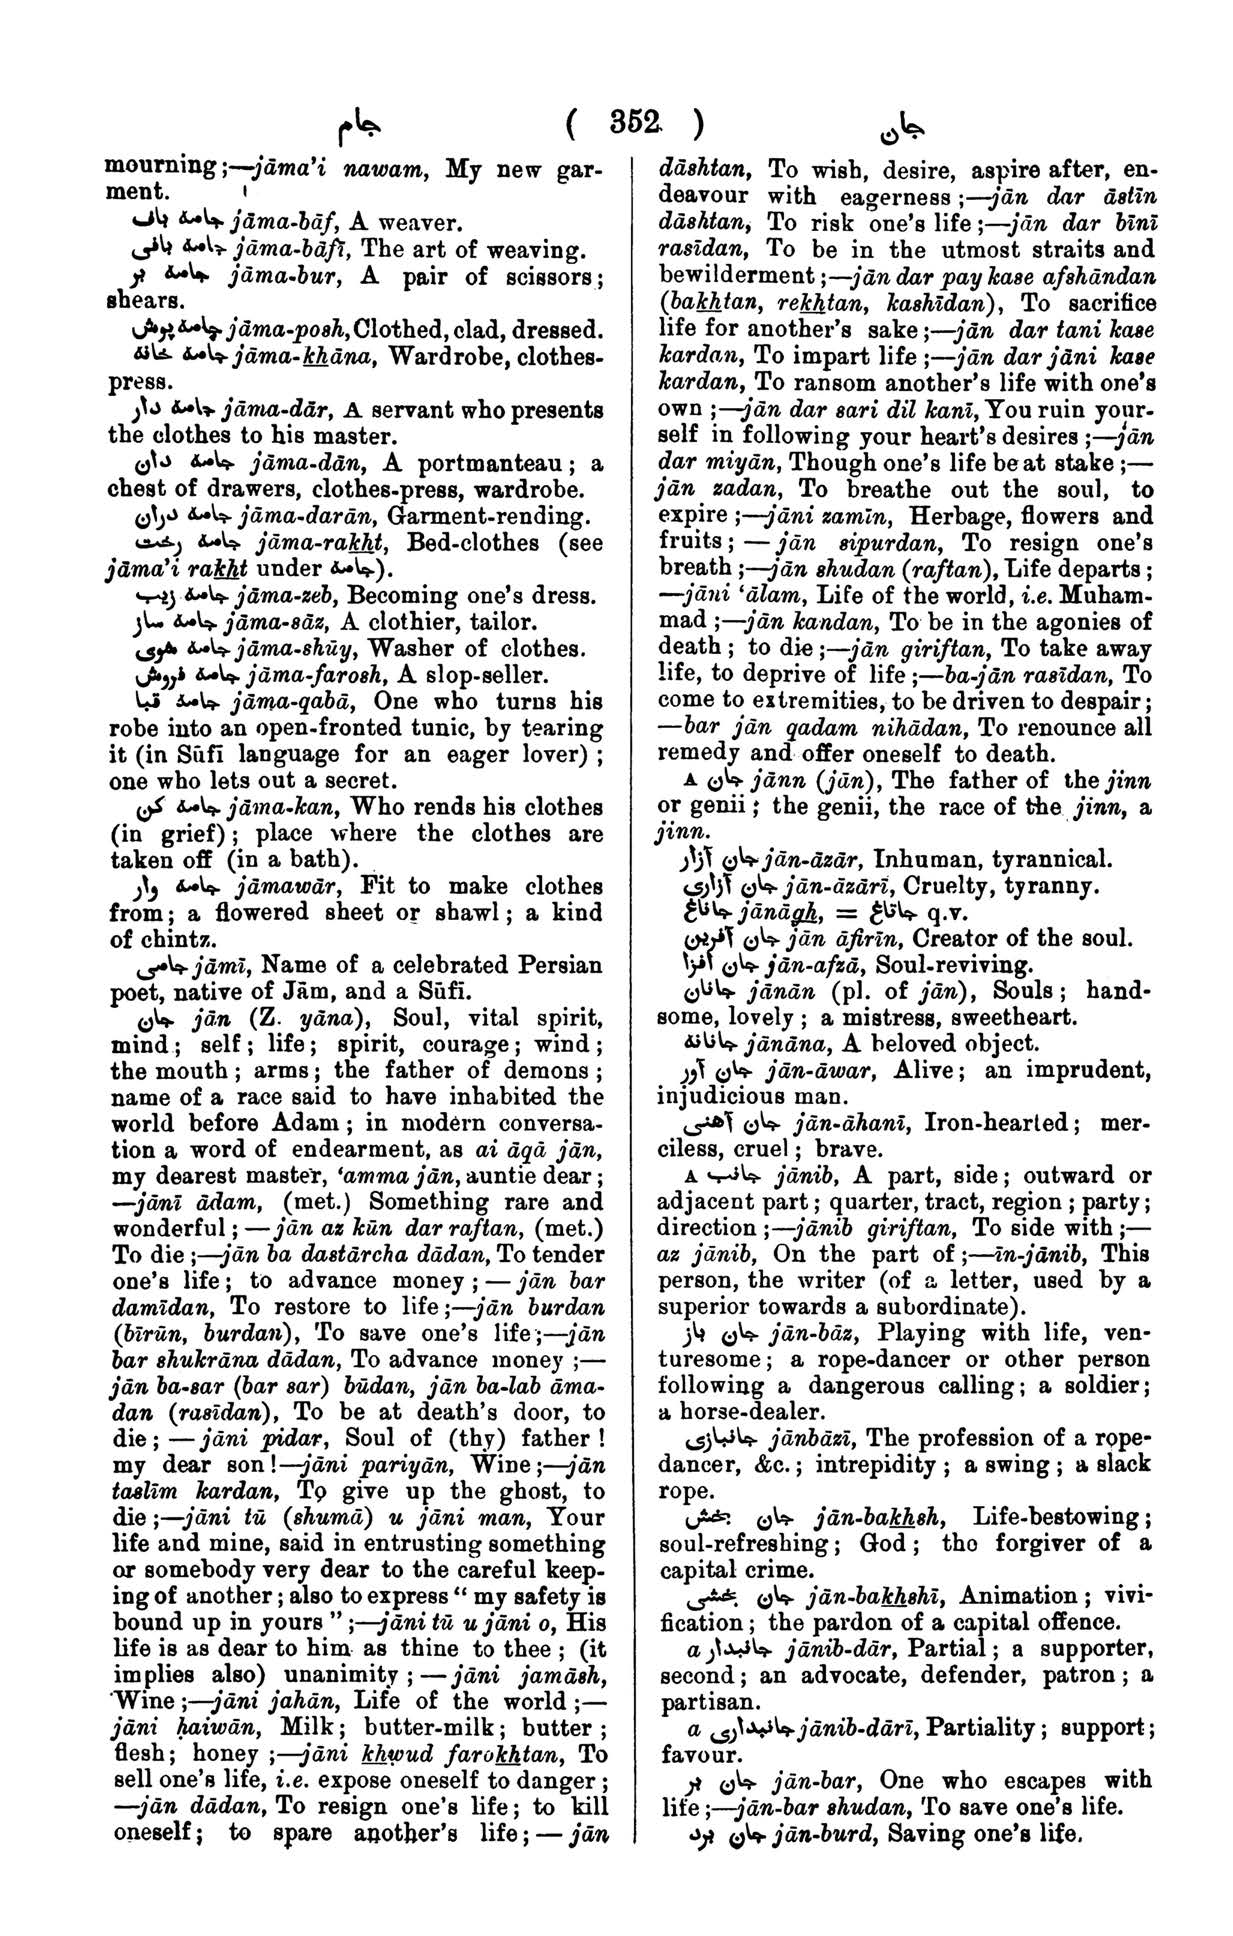 جام ( 352 ) جان
mourning;—jāma'i nawam, My new gar-
ment.
جامه باف jāma-bāf, A weaver.
جامه بافی jāma-bāfī, The art of weaving.
جامه بر jāma-bur, A pair of scissors;
shears.
جامه پوش jāma-posh, Clothed, clad, dressed.
جامه خانه jāma-khāna, Wardrobe, clothes-
press.
جامه دار jāma-dār, A servant who presents
the clothes to his master.
جامه دان jāma-dān, A portmanteau; a
chest of drawers, clothes-press, wardrobe.
جامه دران jāma-darān, Garment-rending.
جامه رخت jāma-rakht, Bed-clothes (see
jāma'i rakht under جامه).
جامه زیب jāma-zeb, Becoming one's dress.
جامه ساز jāma-sāz, A clothier, tailor.
جامه شوی jāma-shūy, Washer of clothes.
جامه فروش jāma-farosh, A slop-seller.
جامه قبا jāma-qabā, One who turns his
robe into an open-fronted tunic, by tearing
it (in Sūfī language for an eager lover);
one who lets out a secret.
جامه کن jāma-kan, Who rends his clothes
(in grief); place where the clothes are
taken off (in a bath).
جامه وار jāmawār, Fit to make clothes
from; a flowered sheet or shawl; a kind
of chintz.
جامی jāmī, Name of a celebrated Persian
poet, native of Jām, and a Sūfī.
جان jān (Z. yāna), Soul, vital spirit,
mind; self; life; spirit, courage; wind;
the mouth; arms; the father of demons;
name of a race said to have inhabited the
world before Adam; in modern conversa-
tion a word of endearment, as ai āqā jān,
my dearest master, 'amma jān, auntie dear;
—jānī ādam, (met.) Something rare and
wonderful;—jān az kūn dar raftan, (met.)
To die;—jān ba dastārcha dādan, To tender
one's life; to advance money;—jān bar
damīdan, To restore to life;—jān burdan
(bīrūn, burdan), To save one's life;—jān
bar shukrāna dādan, To advance money;—
jān ba-sar (bar sar) būdan, jān ba-lab āma-
dan (rasīdan), To be at death's door, to
die;—jāni pidar, Soul of (thy) father!
my dear son!—jāni pariyān, Wine;—jān
taslīm kardan, To give up the ghost, to
die;—jāni tū (shumā) u jāni man, Your
life and mine, said in entrusting something
or somebody very dear to the careful keep-
ing of another; also to express "my safety is
bound up in yours";—jāni tū u jāni o, His
life is as dear to him as thine to thee; (it
implies also) unanimity;—jāni jamāsh,
Wine;—jāni jahān, Life of the world;—
jāni ḥaiwān, Milk; butter-milk; butter;
flesh; honey;—jāni khẉud farokhtan, To
sell one's life, i.e. expose oneself to danger;
—jān dādan, To resign one's life; to kill
oneself; to spare another's life;—jān
dāshtan, To wish, desire, aspire after, en-
deavour with eagerness;—jān dar āstīn
dāshtan, To risk one's life;—jān dar bīnī
rasīdan, To be in the utmost straits and
bewilderment;—jān dar pay kase afshāndan
(bakhtan, rekhtan, kashīdan), To sacrifice
life for another's sake;—jān dar tani kase
kardan, To impart life;—jān dar jāni kase
kardan, To ransom another's life with one's
own;—jān dar sari dil kanī, You ruin your-
self in following your heart's desires;—jān
dar miyān, Though one's life be at stake;—
jān zadan, To breathe out the soul, to
expire;—jāni zamīn, Herbage, flowers and
fruits;—jān sipurdan, To resign one's
breath;—jān shudan (raftan), Life departs;
—jāni 'ālam, Life of the world, i.e. Muham-
mad;—jān kandan, To be in the agonies of
death; to die;—jān giriftan, To take away
life, to deprive of life;—ba-jān rasīdan, To
come to extremities, to be driven to despair;
—bar jān qadam nihādan, To renounce all
remedy and offer oneself to death.
A جان jānn (jān), The father of the jinn
or genii; the genii, the race of the jinn, a
jinn.
جان آزار jān-āzār, Inhuman, tyrannical.
جان آزاری jān-āzārī, Cruelty, tyranny.
جاناغ jānāgh, = جاناغ q.v.
جان آفرین jān āfirīn, Creator of the soul.
جان افزا jān-afzā, Soul-reviving.
جانان jānān (pl. of jān), Souls; hand-
some, lovely; a mistress, sweetheart.
جانانه jānāna, A beloved object.
جان آور jān-āwar, Alive; an imprudent,
injudicious man.
جان آهنی jān-āhanī, Iron-hearted; mer-
ciless, cruel; brave.
A جانب jānib, A part, side; outward or
adjacent part; quarter, tract, region; party;
direction;—jānib giriftan, To side with;—
az jānib, On the part of;—īn-jānib, This
person, the writer (of a letter, used by a
superior towards a subordinate).
جان باز jān-bāz, Playing with life, ven-
turesome; a rope-dancer or other person
following a dangerous calling; a soldier;
a horse-dealer.
جانبازی jānbāzī, The profession of a rope-
dancer, &c.; intrepidity; a swing; a slack
rope.
جان بخش jān-bakhsh, Life-bestowing;
soul-refreshing; God; the forgiver of a
capital crime.
جان بخشی jān-bakhshī, Animation; vivi-
fication; the pardon of a capital offence.
a جانبدار jānib-dār, Partial; a supporter,
second; an advocate, defender, patron; a
partisan.
a جانبداری jānib-dārī, Partiality; support;
favour.
جان بر jān-bar, One who escapes with
life;—jān-bar shudan, To save one's life.
جان برد jān-burd, Saving one's life.